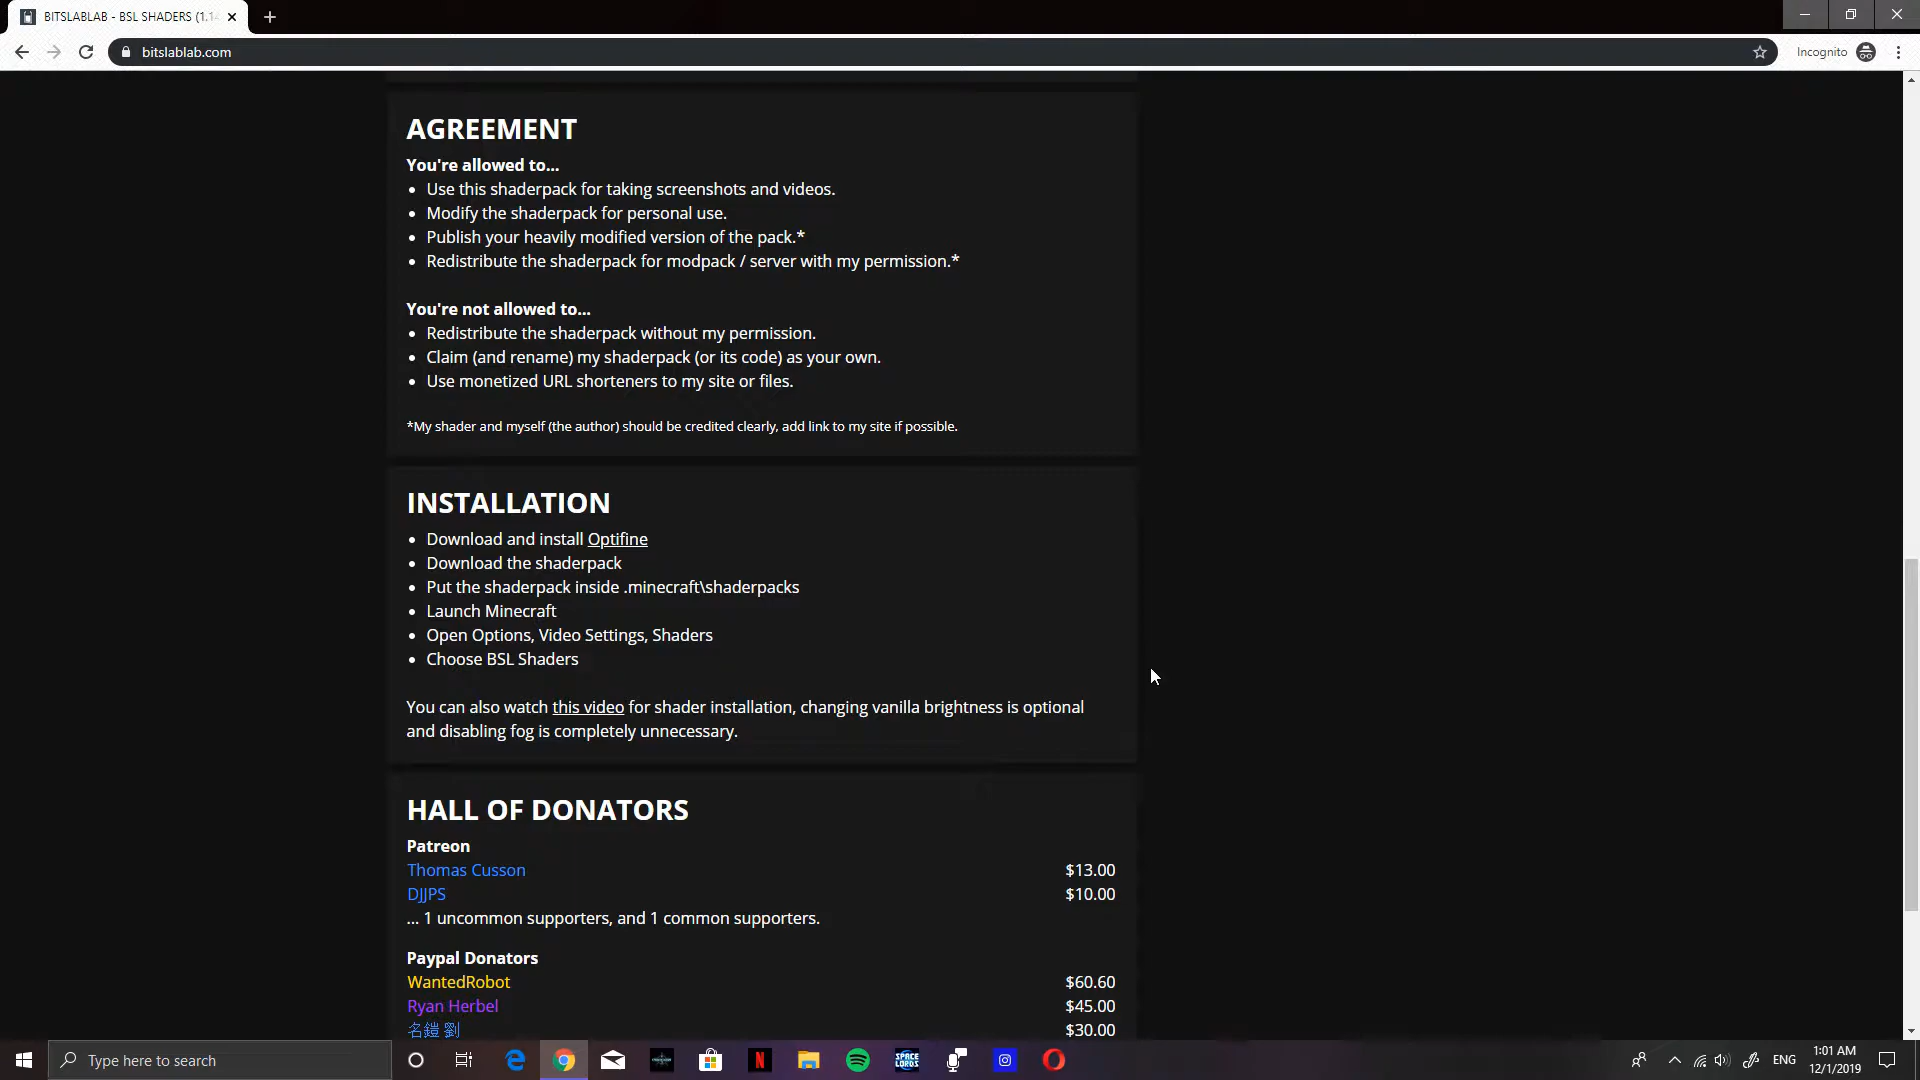 BITSLABLAB - BSL SHADERS (1.1
bitslablab.com
Incognito
AGREEMENT
You're allowed to...
• Use this shaderpack for taking screenshots and videos.
• Modify the shaderpack for personal use.
• Publish your heavily modified version of the pack.*
• Redistribute the shaderpack for modpack / server with my permission.*
You're not allowed to...
• Redistribute the shaderpack without my permission.
• Claim (and rename) my shaderpack (or its code) as your own.
• Use monetized URL shorteners to my site or files.
*My shader and myself (the author) should be credited clearly, add link to my site if possible.
INSTALLATION
• Download and install Optifine
• Download the shaderpack
• Put the shaderpack inside .minecraft\shaderpacks
• Launch Minecraft
• Open Options, Video Settings, Shaders
• Choose BSL Shaders
You can also watch this video for shader installation, changing vanilla brightness is optional
and disabling fog is completely unnecessary.
HALL OF DONATORS
Patreon
Thomas Cusson $13.00
DJJPS $10.00
... 1 uncommon supporters, and 1 common supporters.
Paypal Donators
WantedRobot $60.60
Ryan Herbel $45.00
名鎧 劉 $30.00
Type here to search
SPACE
LORDS
ENG
1:01 AM
12/1/2019